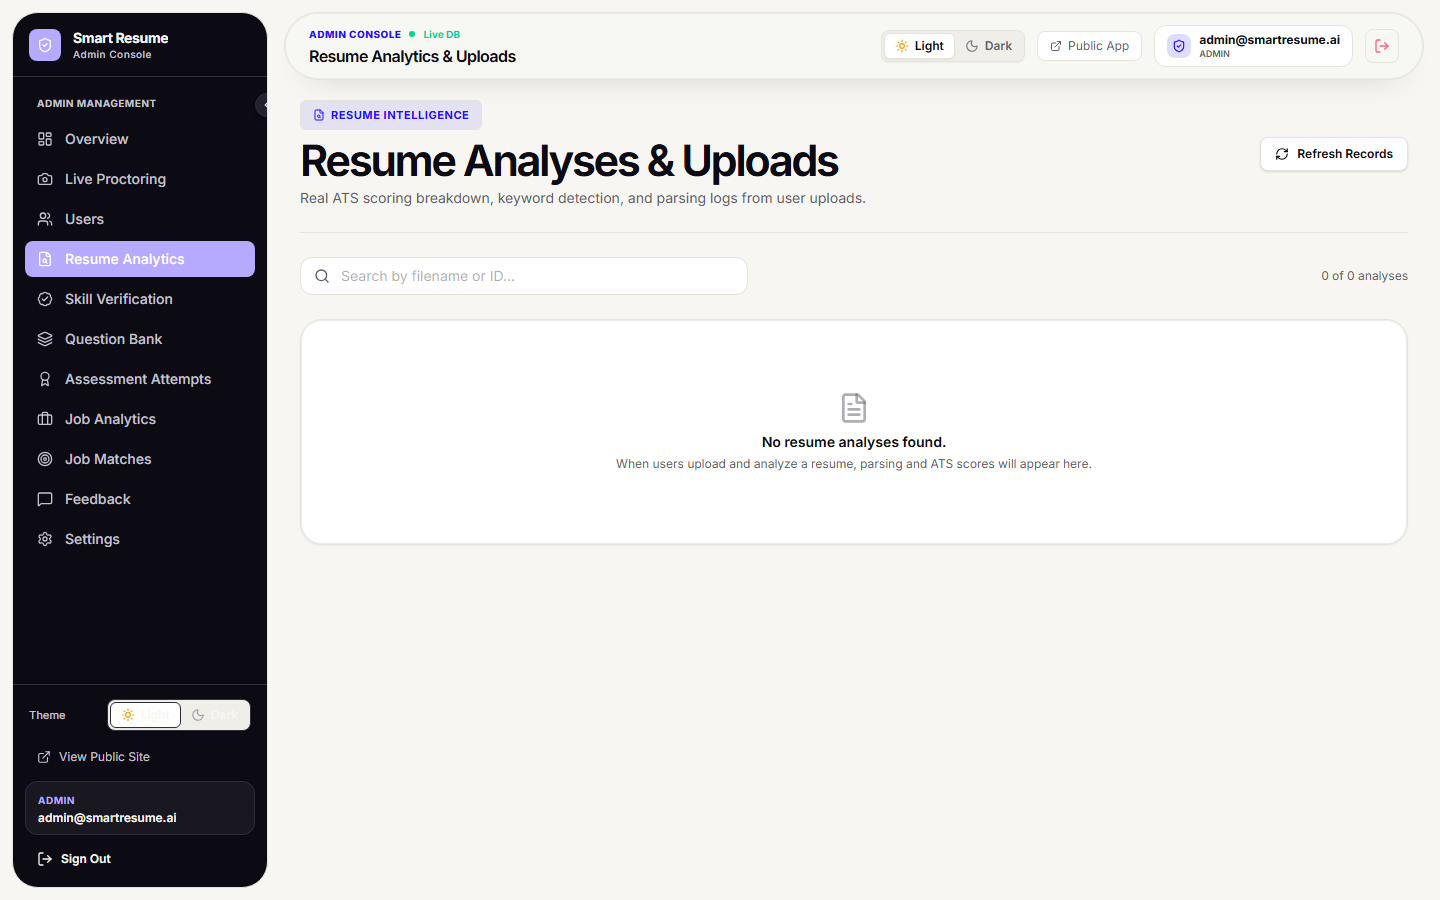 Smart Resume
Admin Console
ADMIN MANAGEMENT
Overview
Live Proctoring
Users
Resume Analytics
Skill Verification
Question Bank
Assessment Attempts
Job Analytics
Job Matches
Feedback
Settings
Theme
Light
Dark
View Public Site
ADMIN
admin@smartresume.ai
Sign Out
ADMIN CONSOLE
Live DB
Resume Analytics & Uploads
Light
Dark
Public App
admin@smartresume.ai
ADMIN
RESUME INTELLIGENCE
Resume Analyses & Uploads
Real ATS scoring breakdown, keyword detection, and parsing logs from user uploads.
Refresh Records
Search by filename or ID...
0 of 0 analyses
No resume analyses found.
When users upload and analyze a resume, parsing and ATS scores will appear here.